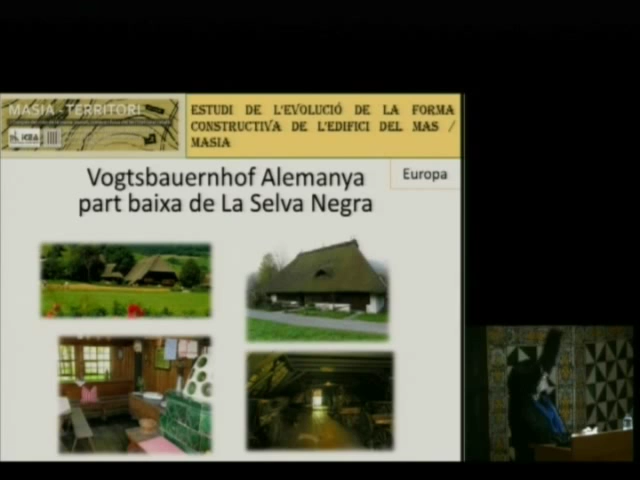 MASIA - TERRITORI
ESTUDI DE L'EVOLUCIÓ DE LA FORMA
CONSTRUCTIVA DE L'EDIFICI DEL MAS /
MASIA
Europa
Vogtsbauernhof Alemanya
part baixa de La Selva Negra